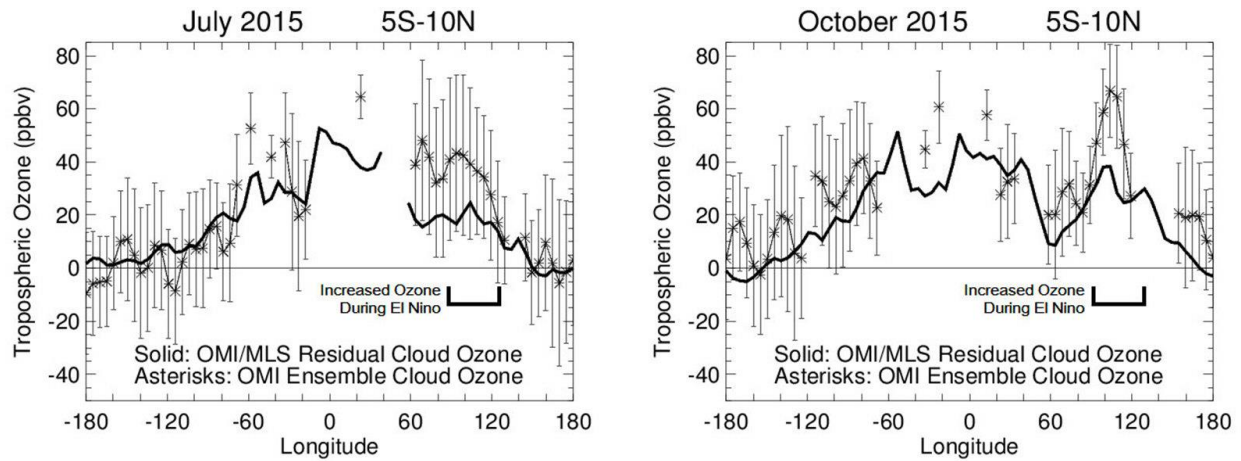 July 2015 5S-10N
Tropospheric Ozone (ppbv)
80
60
40
20
0
-20
-40
Increased Ozone
During El Nino
Solid: OMI/MLS Residual Cloud Ozone
Asterisks: OMI Ensemble Cloud Ozone
-180 -120 -60 0 60 120 180
Longitude
October 2015 5S-10N
Tropospheric Ozone (ppbv)
80
60
40
20
0
-20
-40
Increased Ozone
During El Nino
Solid: OMI/MLS Residual Cloud Ozone
Asterisks: OMI Ensemble Cloud Ozone
-180 -120 -60 0 60 120 180
Longitude